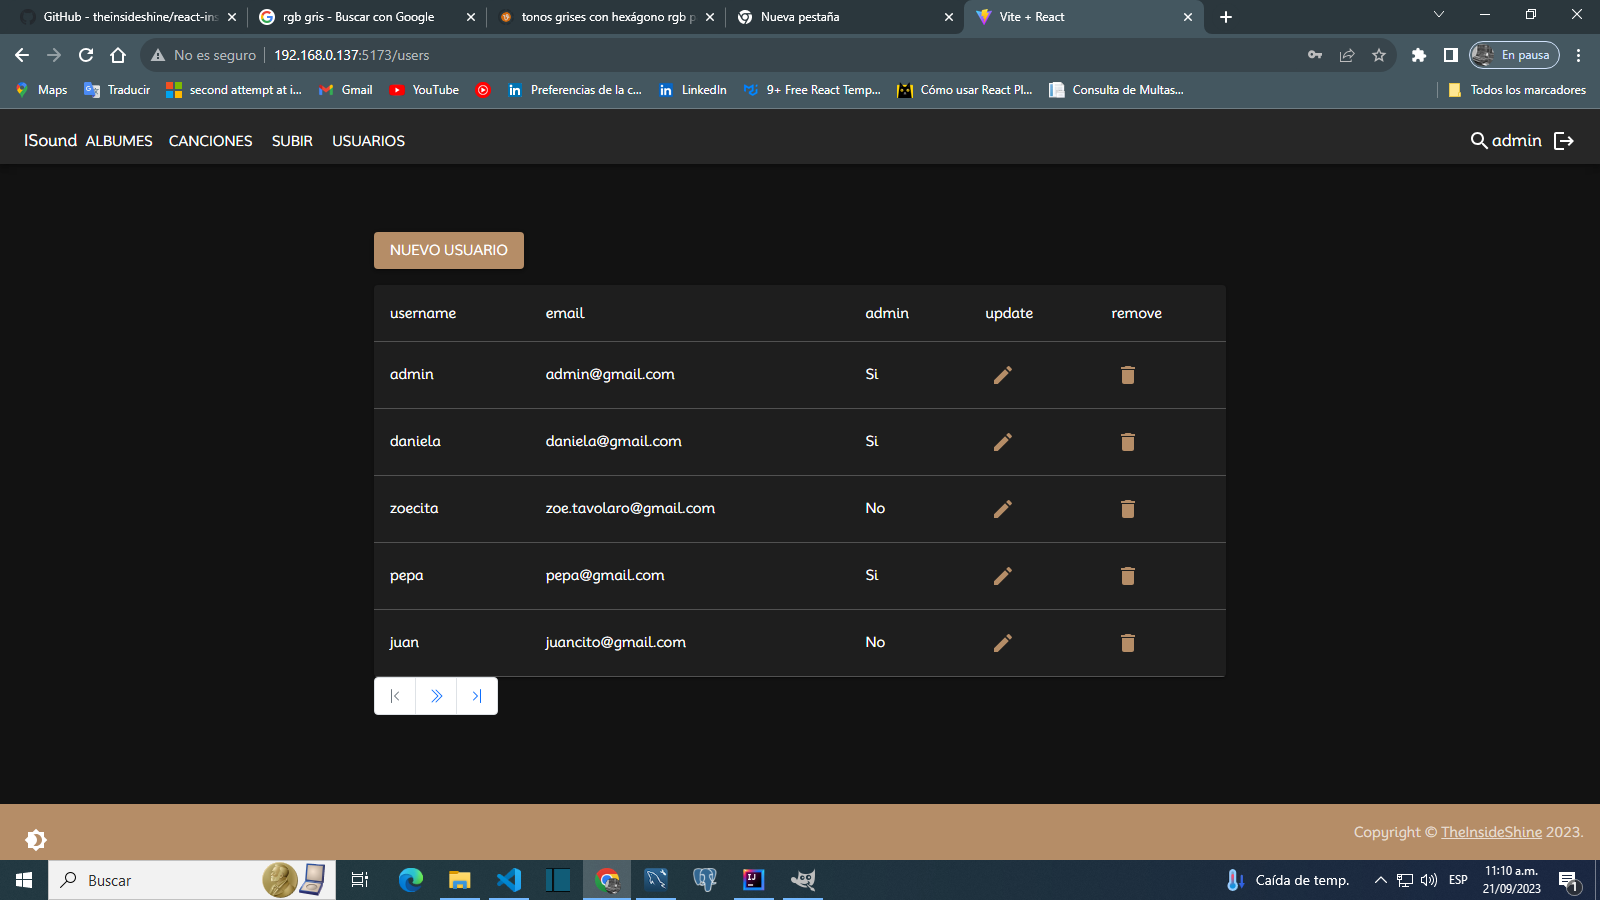 GitHub - theinsideshine/react-ins
rgb gris - Buscar con Google
tonos grises con hexágono rgb p
Nueva pestaña
Vite + React
No es seguro
192.168.0.137:5173/users
En pausa
Maps
Traducir
second attempt at i...
Gmail
YouTube
Preferencias de la c...
LinkedIn
9+ Free React Temp...
Cómo usar React Pl...
Consulta de Multas...
Todos los marcadores
ISound ALBUMES CANCIONES SUBIR USUARIOS
admin
NUEVO USUARIO
username email admin update remove
admin admin@gmail.com Si
daniela daniela@gmail.com Si
zoecita zoe.tavolaro@gmail.com No
pepa pepa@gmail.com Si
juan juancito@gmail.com No
Copyright © TheInsideShine 2023.
Buscar
Caída de temp.
ESP
11:10 a.m.
21/09/2023
1